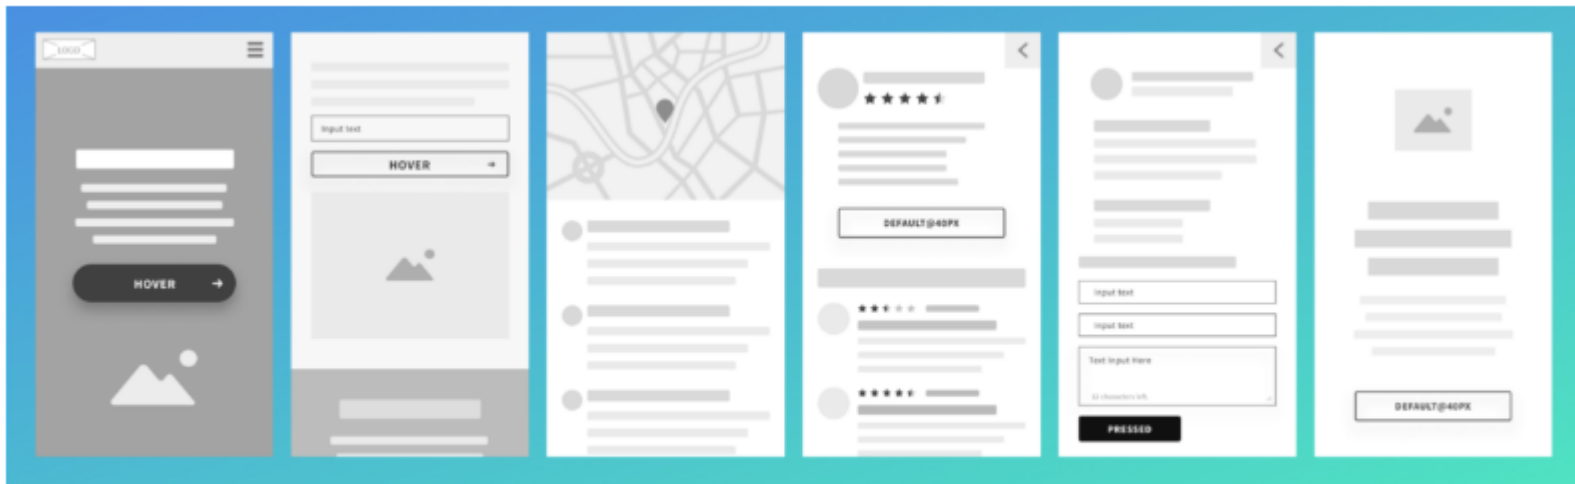 LOGO
HOVER
Input text
HOVER
DEFAULT@40PX
Input text
Input text
Text Input Here
PRESSED
DEFAULT@40PX